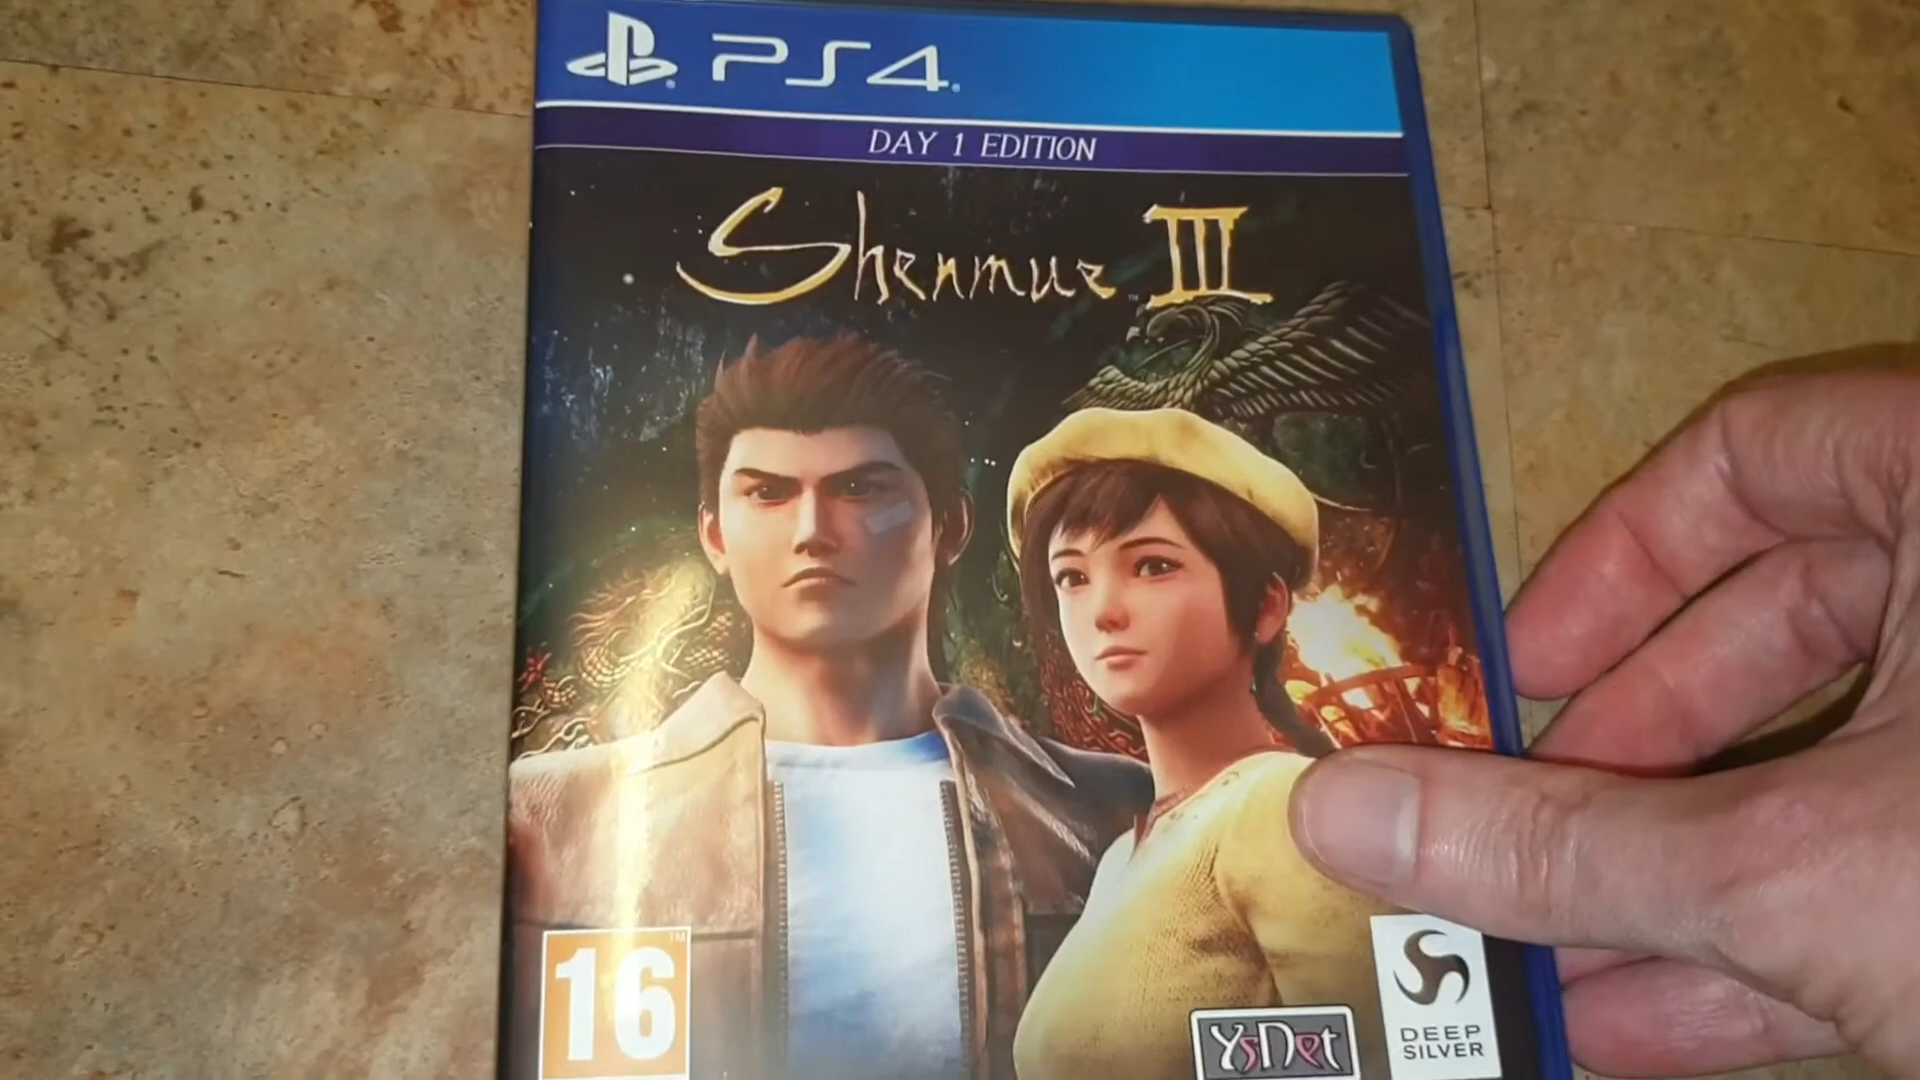 PS4
DAY 1 EDITION
Shenmue III
16
YsNet
DEEP
SILVER